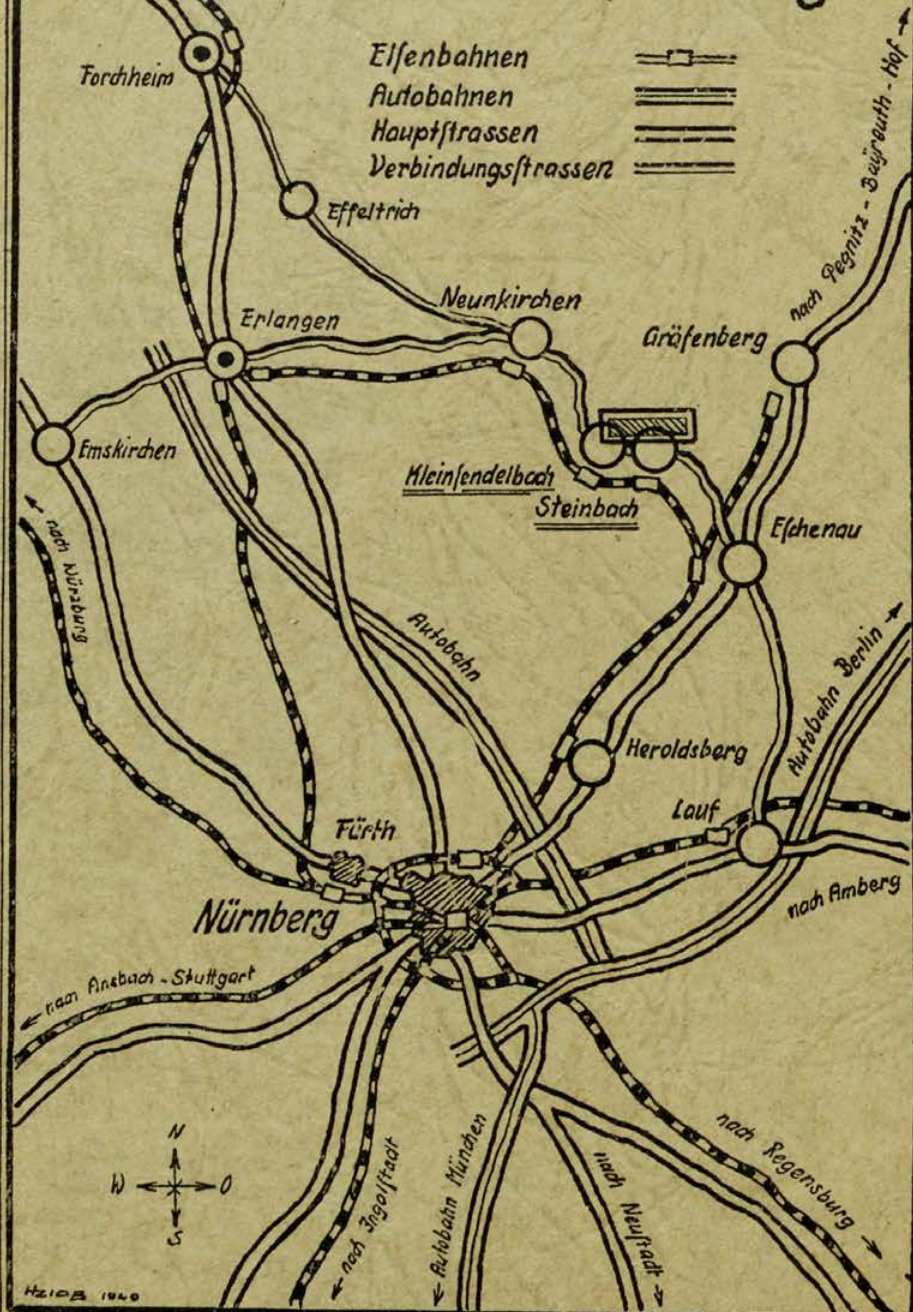 Eiſenbahnen
Autobahnen
Hauptſtrassen
Verbindungsſtrassen
Forchheim
Effeltrich
Neunkirchen
Erlangen
Gräfenberg
nach Pegnitz - Bayreuth - Hof
Emskirchen
Kleinſendelbach
Steinbach
Eſchenau
nach Würzburg
Autobahn
Autobahn Berlin
Heroldsberg
Lauf
Fürth
Nürnberg
nach Amberg
nach Ansbach - Stuttgart
nach Regensburg
nach Ingolſtadt
Autobahn München
nach Neuſtadt
N
W O
S